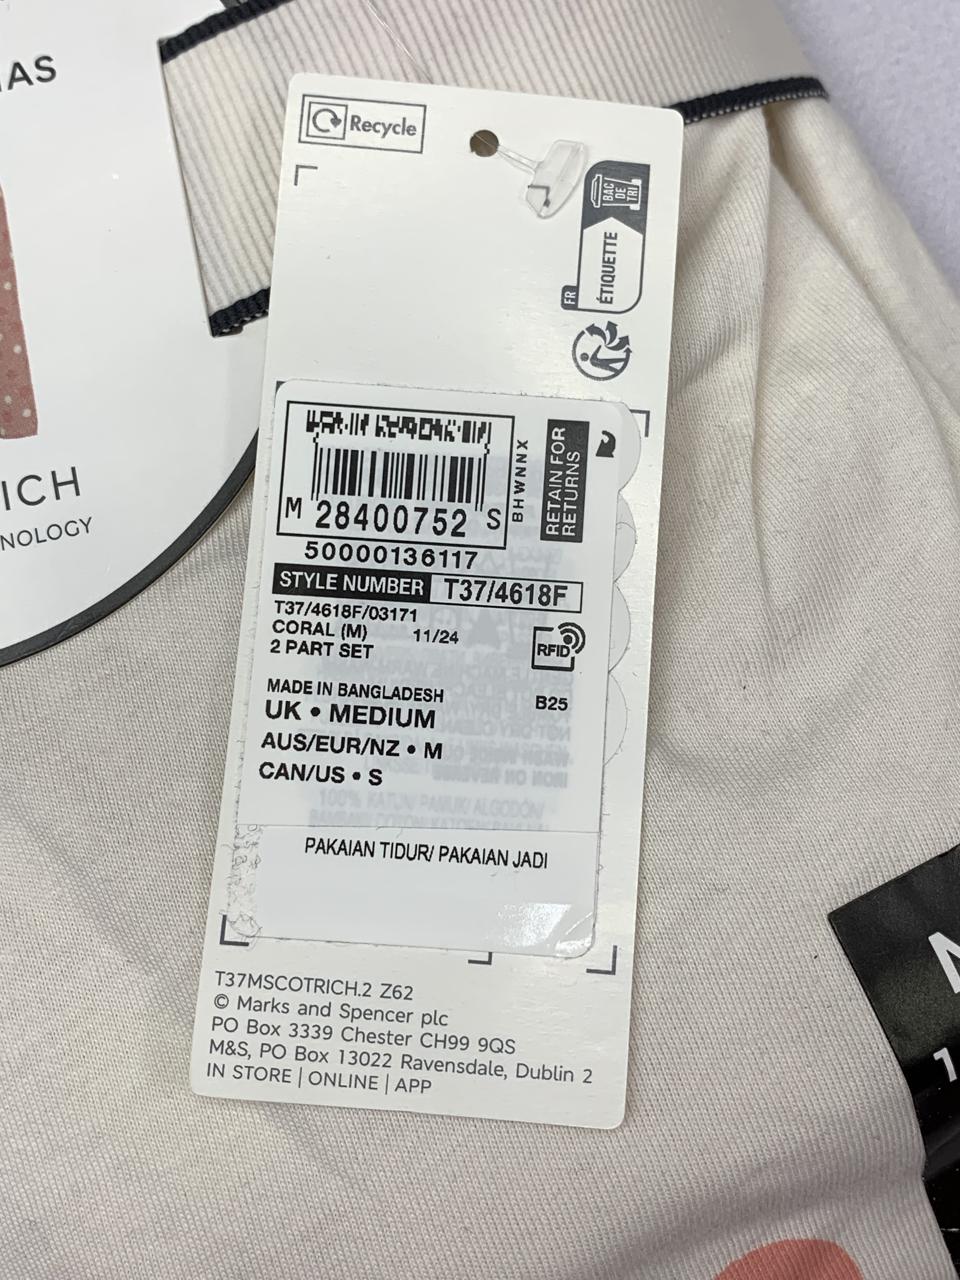 AS
ICH
NOLOGY
Recycle
BAC
DE
TRI
ÉTIQUETTE
FR
M 28400752 S
BHWNNX
RETAIN FOR
RETURNS
50000136117
STYLE NUMBER T37/4618F
T37/4618F/03171
CORAL (M) 11/24
2 PART SET
RFID
MADE IN BANGLADESH B25
UK • MEDIUM
AUS/EUR/NZ • M
CAN/US • S
PAKAIAN TIDUR/ PAKAIAN JADI
T37MSCOTRICH.2 Z62
© Marks and Spencer plc
PO Box 3339 Chester CH99 9QS
M&S, PO Box 13022 Ravensdale, Dublin 2
IN STORE | ONLINE | APP
1